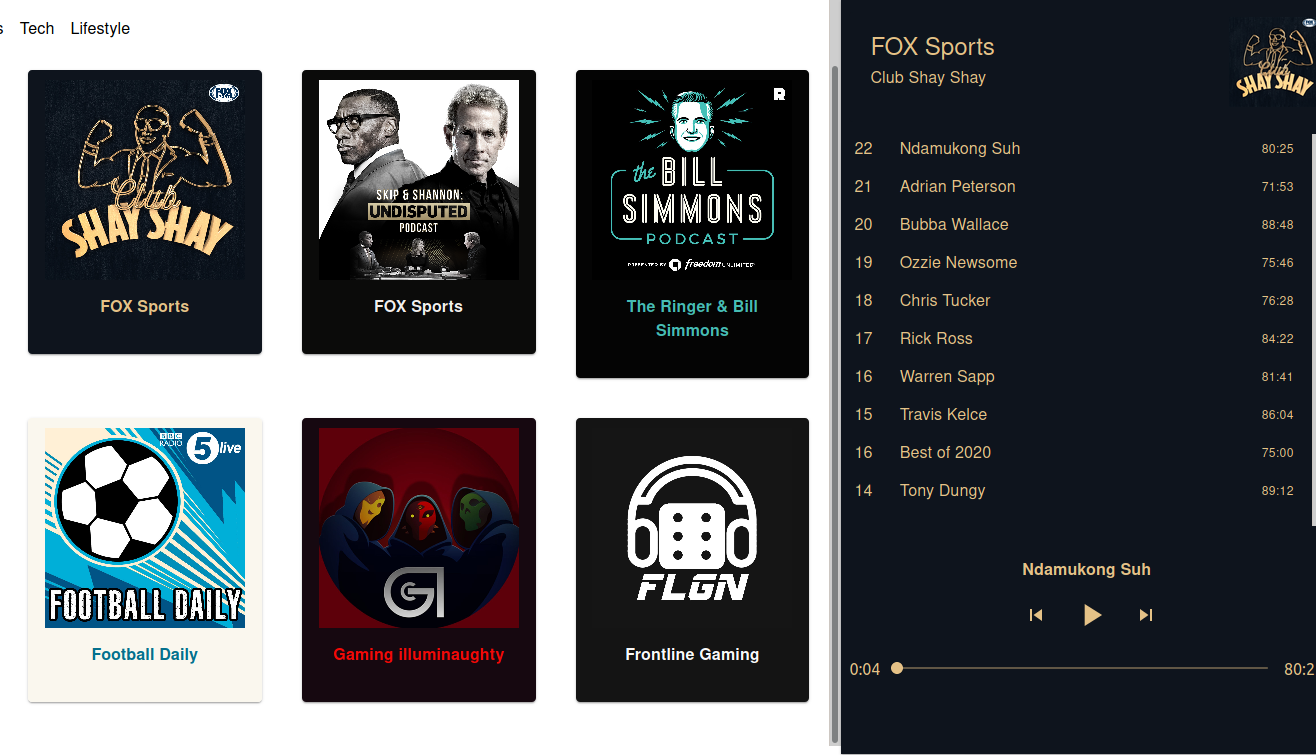 s Tech Lifestyle
FOX
Club
SHAY SHAY
FOX Sports
SKIP & SHANNON:
UNDISPUTED
PODCAST
FOX Sports
R
the BILL
SIMMONS
PODCAST
PRESENTED BY freedom UNLIMITED
The Ringer & Bill
Simmons
BBC
RADIO
5 live
FOOTBALL DAILY
Football Daily
G
Gaming illuminaughty
FLGN
Frontline Gaming
FOX Sports
Club Shay Shay
Club
SHAY SHAY
22 Ndamukong Suh 80:25
21 Adrian Peterson 71:53
20 Bubba Wallace 88:48
19 Ozzie Newsome 75:46
18 Chris Tucker 76:28
17 Rick Ross 84:22
16 Warren Sapp 81:41
15 Travis Kelce 86:04
16 Best of 2020 75:00
14 Tony Dungy 89:12
Ndamukong Suh
0:04 80:2